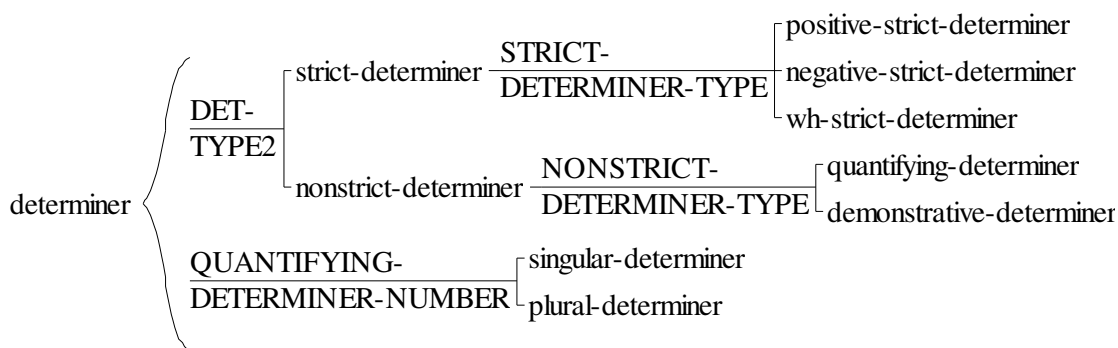 positive-strict-determiner
strict-determiner STRICT-
DETERMINER-TYPE negative-strict-determiner
DET-
TYPE2
wh-strict-determiner
nonstrict-determiner NONSTRICT-
DETERMINER-TYPE
quantifying-determiner
demonstrative-determiner
determiner
QUANTIFYING-
DETERMINER-NUMBER
singular-determiner
plural-determiner